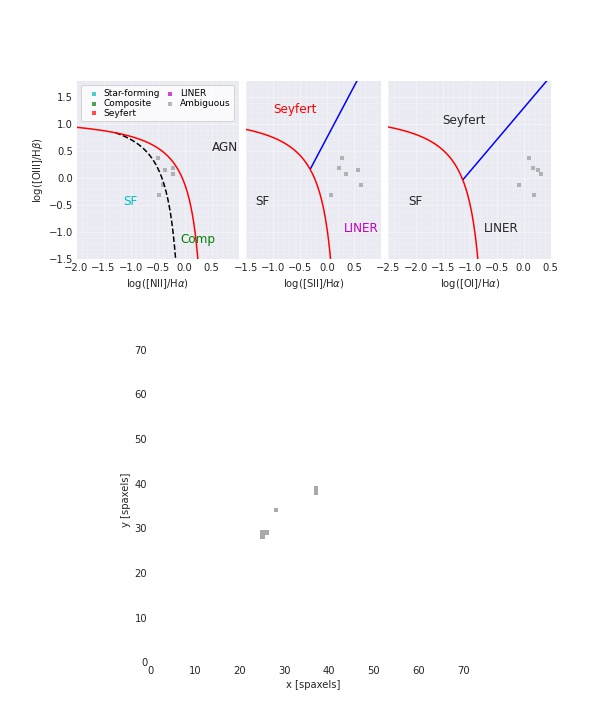 Star-forming
Composite
Seyfert
LINER
Ambiguous
1.5
1.0
0.5
0.0
−0.5
−1.0
−1.5
log([OIII]/Hβ)
AGN
SF
Comp
−2.0 −1.5 −1.0 −0.5 0.0 0.5
log([NII]/Hα)
Seyfert
SF
LINER
−1.5 −1.0 −0.5 0.0 0.5
log([SII]/Hα)
Seyfert
SF
LINER
−2.5 −2.0 −1.5 −1.0 −0.5 0.0 0.5
log([OI]/Hα)
70
60
50
40
30
20
10
0
y [spaxels]
0 10 20 30 40 50 60 70
x [spaxels]